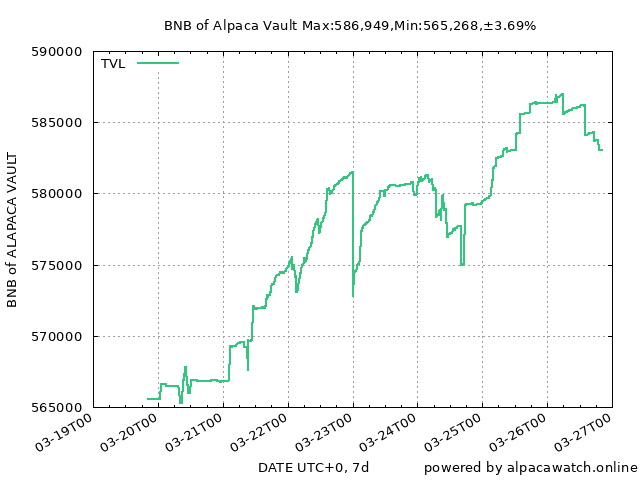 BNB of Alpaca Vault Max:586,949,Min:565,268,±3.69%
590000
TVL
585000
580000
575000
570000
565000
BNB of ALAPACA VAULT
03-19T00
03-20T00
03-21T00
03-22T00
03-23T00
03-24T00
03-25T00
03-26T00
03-27T00
DATE UTC+0, 7d
powered by alpacawatch.online